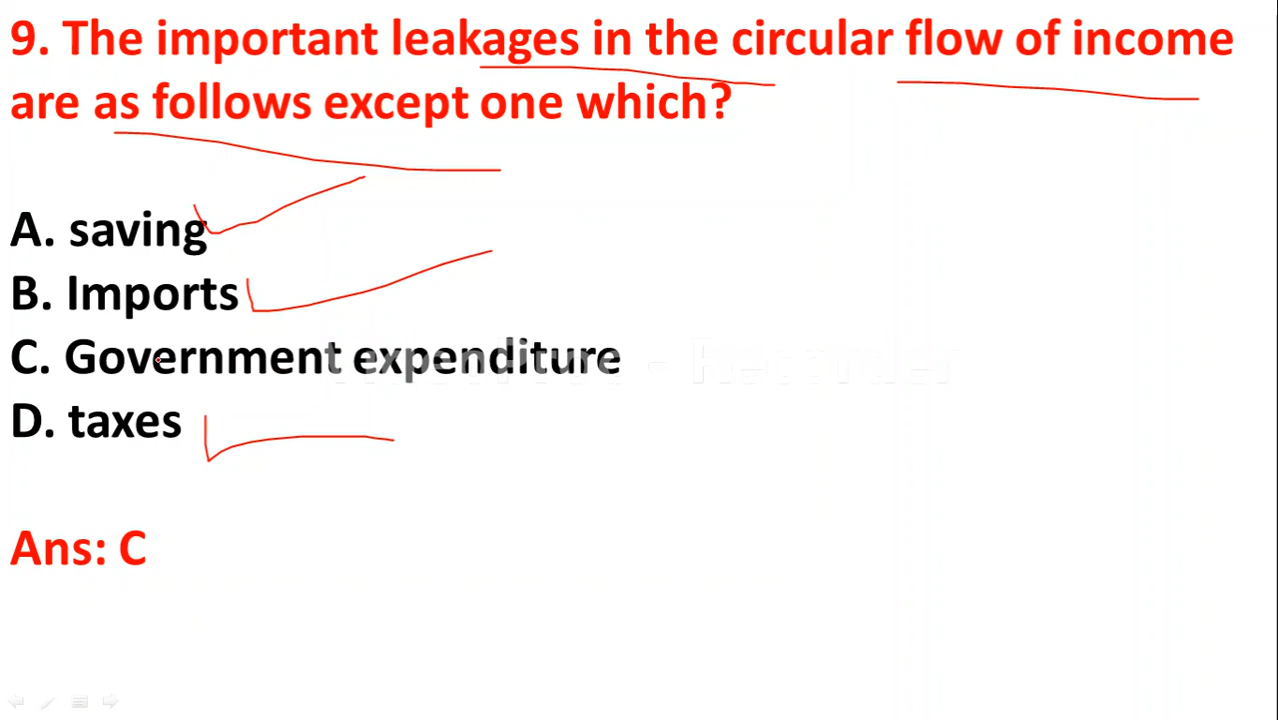 9. The important leakages in the circular flow of income
are as follows except one which?
A. saving
B. Imports
C. Government expenditure
D. taxes
Ans: C